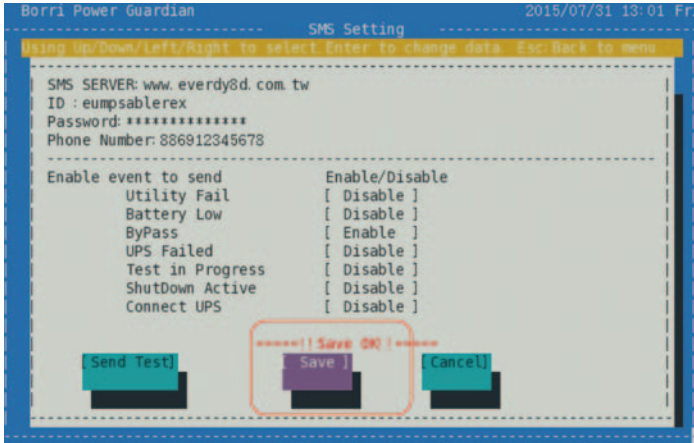 Borri Power Guardian 2015/07/31 13:01 Fr
SMS Setting
Using Up/Down/Left/Right to select.Enter to change data. Esc:Back to menu
SMS SERVER: www.everdy8d.com.tw
ID : eumpsablerex
Password: **************
Phone Number: 886912345678
Enable event to send Enable/Disable
Utility Fail [ Disable ]
Battery Low [ Disable ]
ByPass [ Enable ]
UPS Failed [ Disable ]
Test in Progress [ Disable ]
ShutDown Active [ Disable ]
Connect UPS [ Disable ]
=====!! Save OK! !=====
[Send Test] [ Save ] [Cancel]